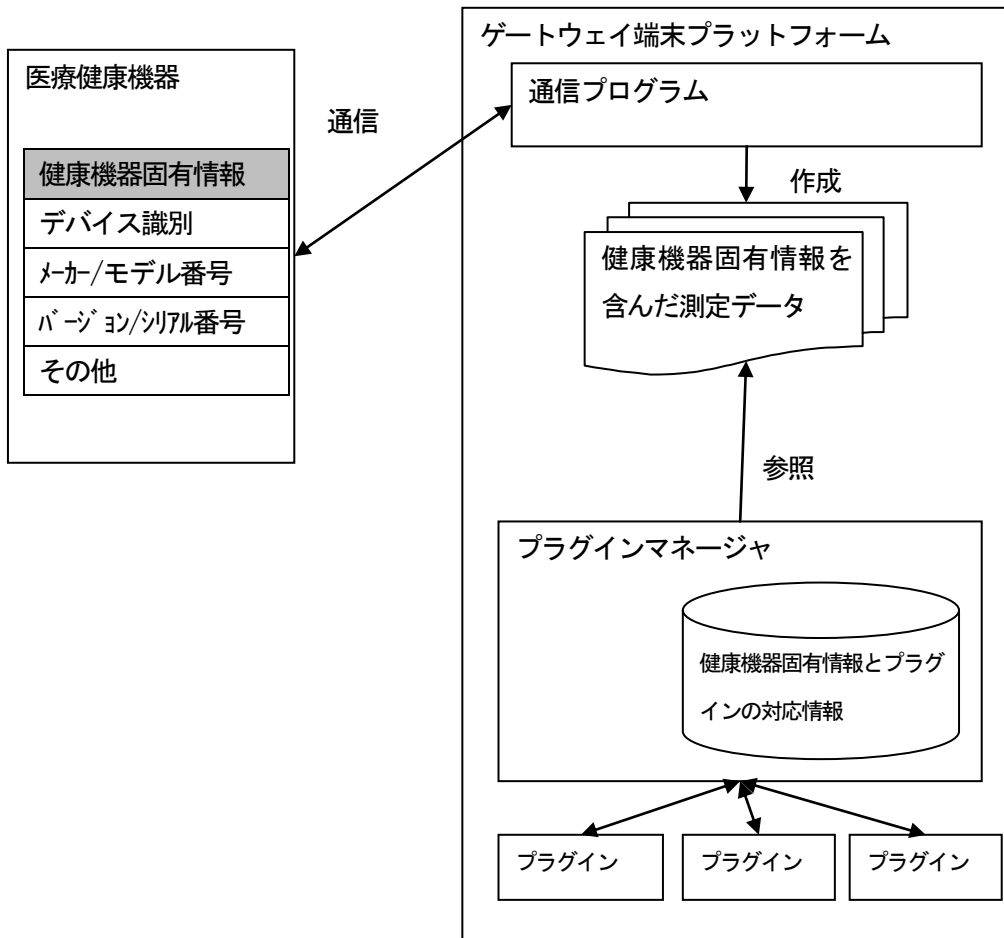 医療健康機器
健康機器固有情報
デバイス識別
ﾒｰｶｰ/モデル番号
ﾊﾞｰｼﾞｮﾝ/ｼﾘｱﾙ番号
その他
通信
ゲートウェイ端末プラットフォーム
通信プログラム
作成
健康機器固有情報を
含んだ測定データ
参照
プラグインマネージャ
健康機器固有情報とプラグ
インの対応情報
プラグイン
プラグイン
プラグイン